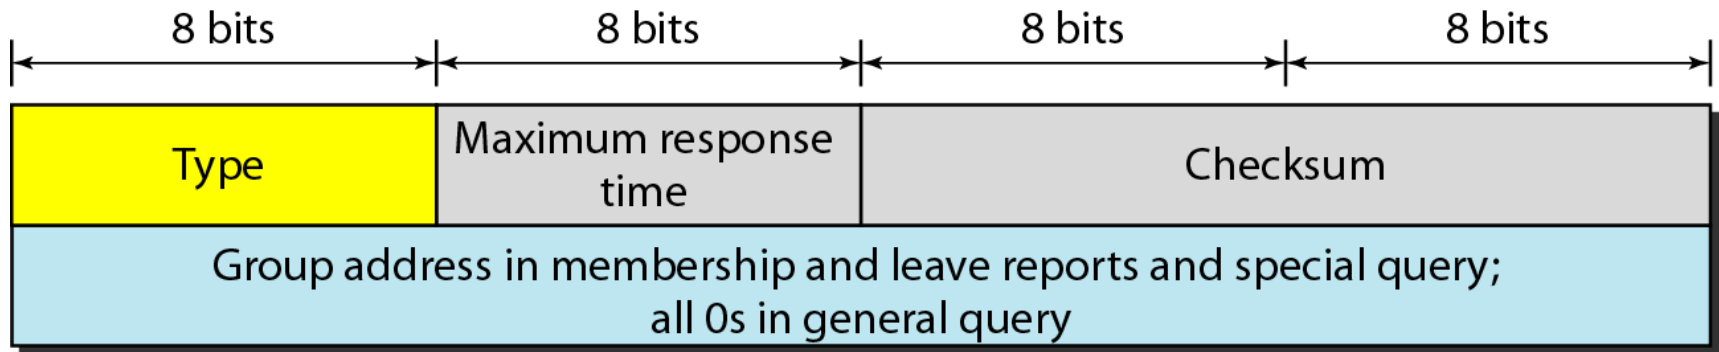 8 bits 8 bits 8 bits 8 bits
Type
Maximum response
time
Checksum
Group address in membership and leave reports and special query;
all 0s in general query